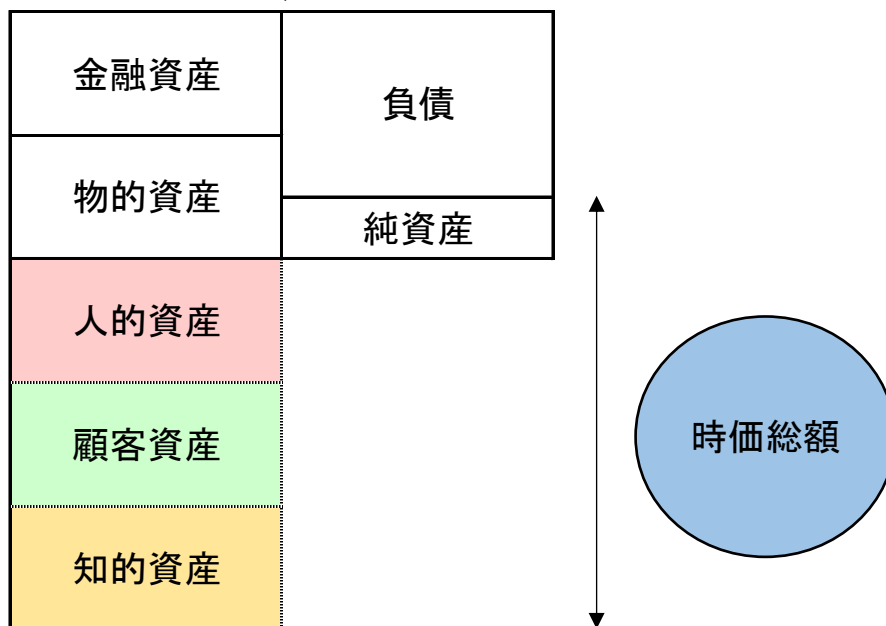 金融資産
負債
物的資産
純資産
人的資産
顧客資産
時価総額
知的資産